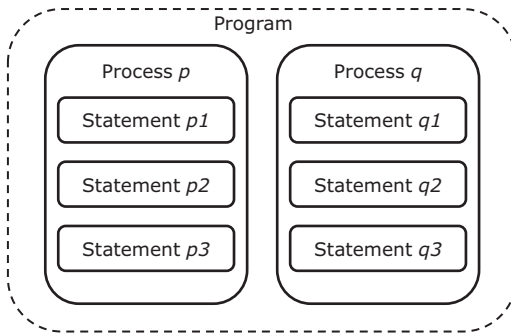 Program
Process p
Statement p1
Statement p2
Statement p3
Process q
Statement q1
Statement q2
Statement q3